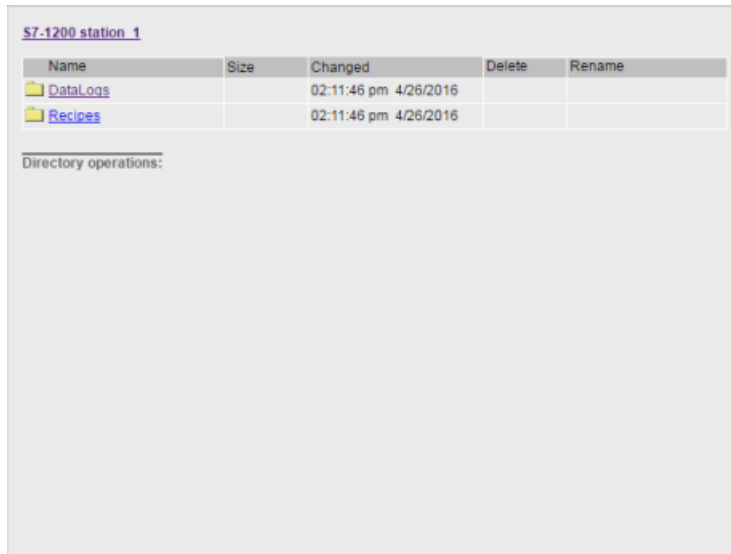 S7-1200 station_1
Name Size Changed Delete Rename
DataLogs 02:11:46 pm 4/26/2016
Recipes 02:11:46 pm 4/26/2016
Directory operations: